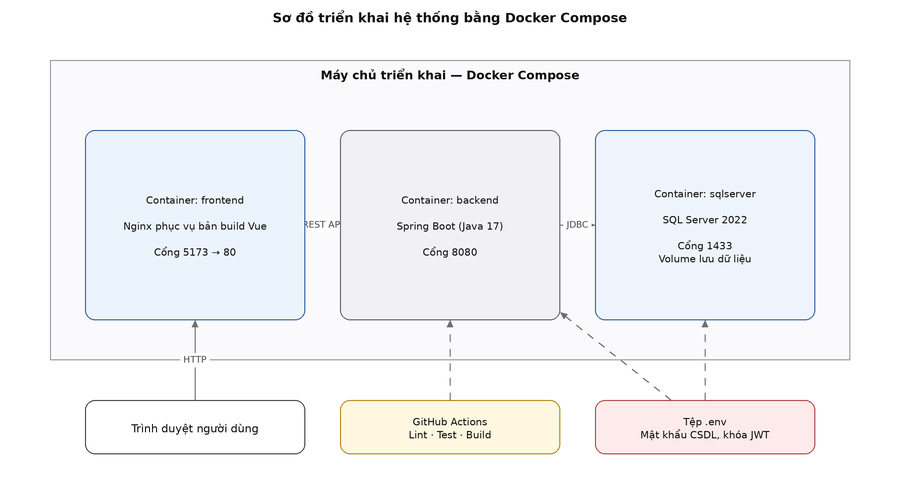 Sơ đồ triển khai hệ thống bằng Docker Compose
Máy chủ triển khai — Docker Compose
Container: frontend
Nginx phục vụ bản build Vue
Cổng 5173 → 80
REST AP
Container: backend
Spring Boot (Java 17)
Cổng 8080
JDBC
Container: sqlserver
SQL Server 2022
Cổng 1433
Volume lưu dữ liệu
HTTP
Trình duyệt người dùng
GitHub Actions
Lint · Test · Build
Tệp .env
Mật khẩu CSDL, khóa JWT